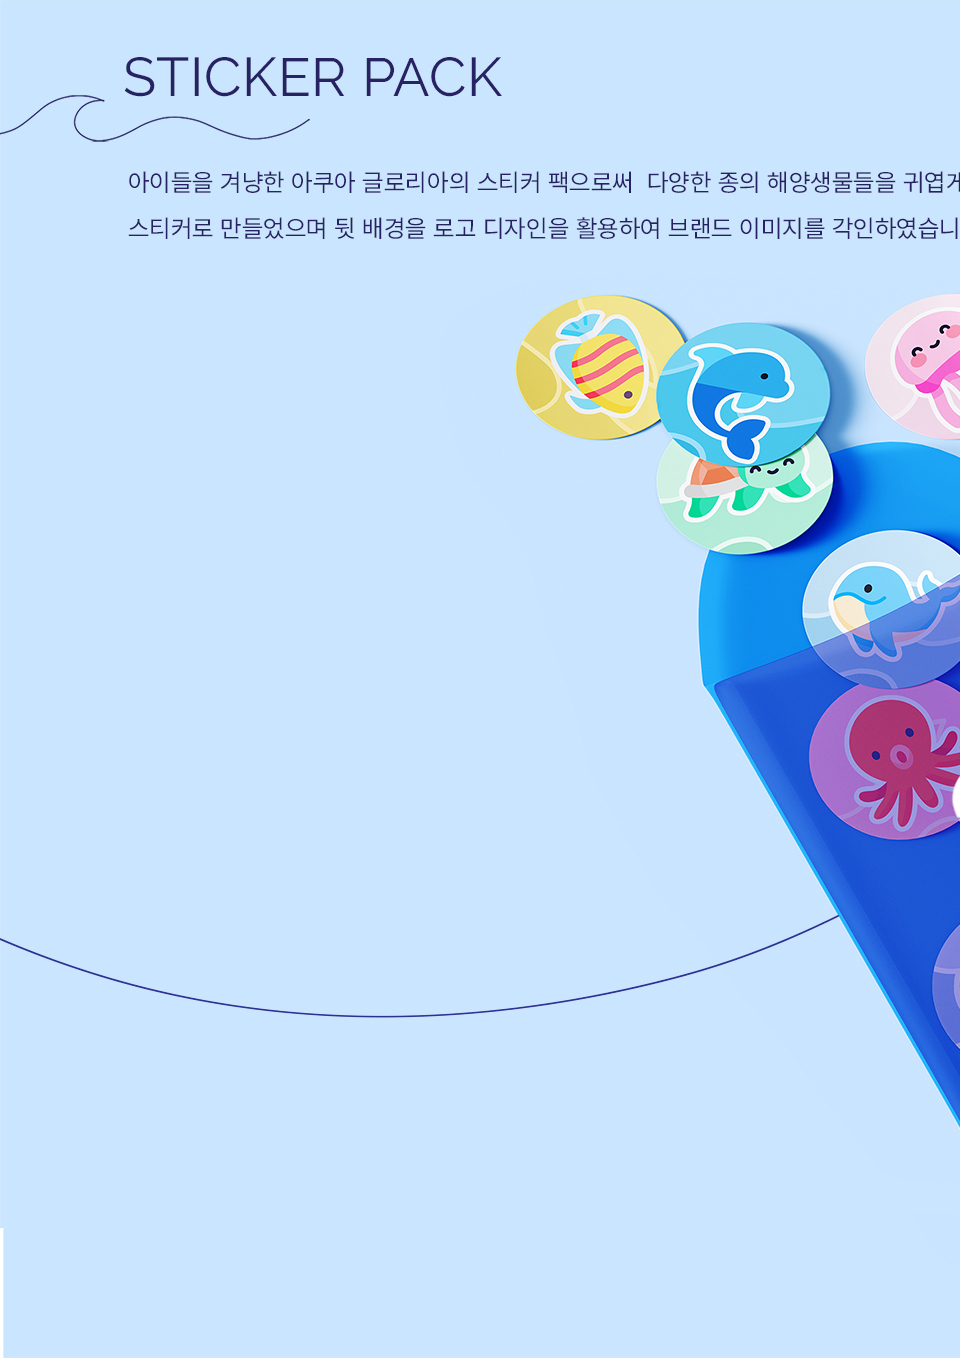 STICKER PACK
아이들을 겨냥한 아쿠아 글로리아의 스티커 팩으로써 다양한 종의 해양생물들을 귀엽게
스티커로 만들었으며 뒷 배경을 로고 디자인을 활용하여 브랜드 이미지를 각인하였습니